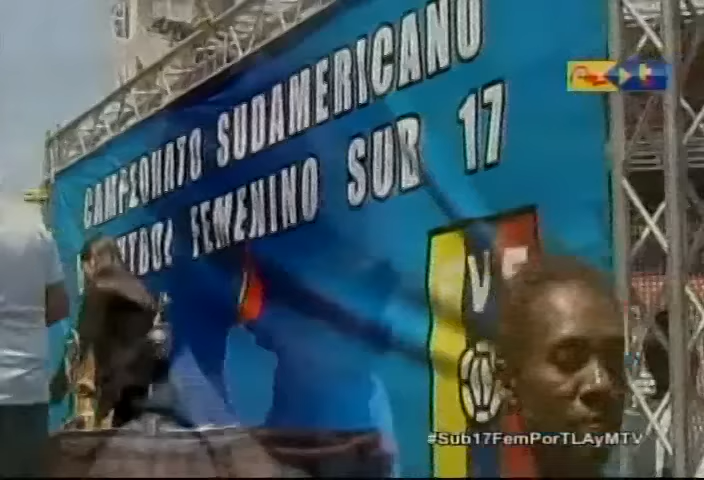 CAMPEONATO SUDAMERICANO
FEMENINO SUB 17
#Sub17FemPorTLAyMTV